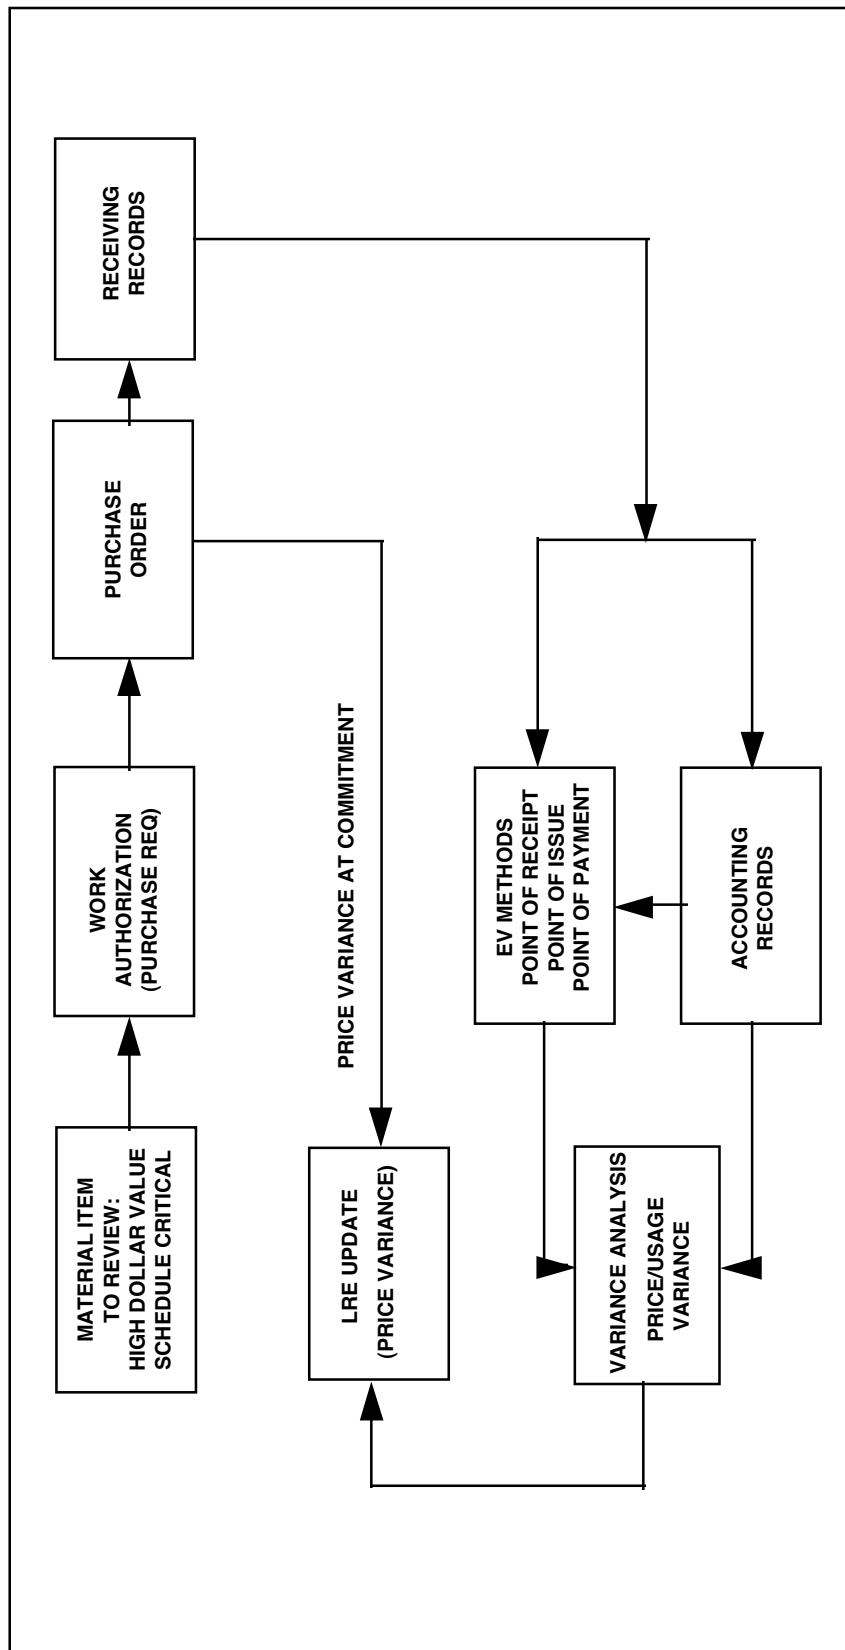 MATERIAL ITEM
TO REVIEW:
HIGH DOLLAR VALUE
SCHEDULE CRITICAL
WORK
AUTHORIZATION
(PURCHASE REQ)
PURCHASE
ORDER
RECEIVING
RECORDS
PRICE VARIANCE AT COMMITMENT
LRE UPDATE
(PRICE VARIANCE)
EV METHODS
POINT OF RECEIPT
POINT OF ISSUE
POINT OF PAYMENT
VARIANCE ANALYSIS
PRICE/USAGE
VARIANCE
ACCOUNTING
RECORDS